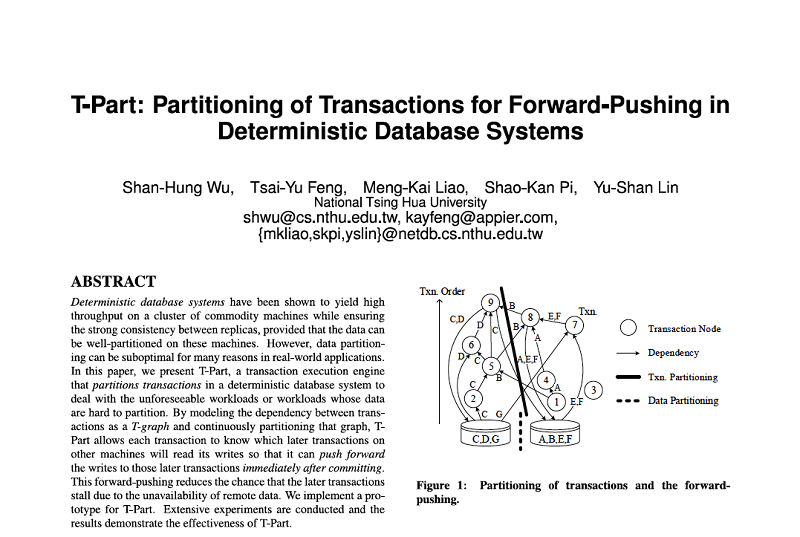 T-Part: Partitioning of Transactions for Forward-Pushing in
Deterministic Database Systems
Shan-Hung Wu, Tsai-Yu Feng, Meng-Kai Liao, Shao-Kan Pi, Yu-Shan Lin
National Tsing Hua University
shwu@cs.nthu.edu.tw, kayfeng@appier.com,
{mkliao,skpi,yslin}@netdb.cs.nthu.edu.tw
ABSTRACT
Deterministic database systems have been shown to yield high
throughput on a cluster of commodity machines while ensuring
the strong consistency between replicas, provided that the data can
be well-partitioned on these machines. However, data partition-
ing can be suboptimal for many reasons in real-world applications.
In this paper, we present T-Part, a transaction execution engine
that partitions transactions in a deterministic database system to
deal with the unforeseeable workloads or workloads whose data
are hard to partition. By modeling the dependency between trans-
actions as a T-graph and continuously partitioning that graph, T-
Part allows each transaction to know which later transactions on
other machines will read its writes so that it can push forward
the writes to those later transactions immediately after committing.
This forward-pushing reduces the chance that the later transactions
stall due to the unavailability of remote data. We implement a pro-
totype for T-Part. Extensive experiments are conducted and the
results demonstrate the effectiveness of T-Part.
Txn. Order
9
B
8
E,F
Txn.
7
C,D
D
C
B
6
A
D
C
5
A,E,F
B
4
A
3
C
2
1
E,F
C
G
C,D,G
A,B,E,F
Transaction Node
Dependency
Txn. Partitioning
Data Partitioning
Figure 1: Partitioning of transactions and the forward-
pushing.